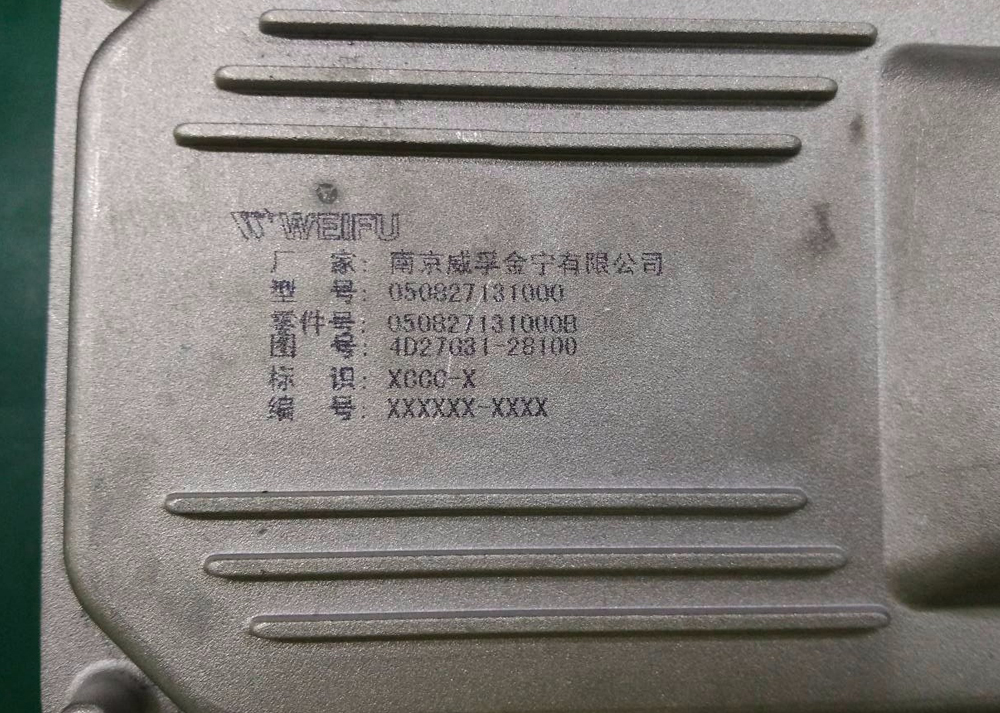 WEIFU
厂 家: 南京威孚金宁有限公司
型 号: 050827131000
零件号: 050827131000B
图 号: 4D27G31-28100
标 识: XCCC-X
编 号: XXXXXX-XXXX